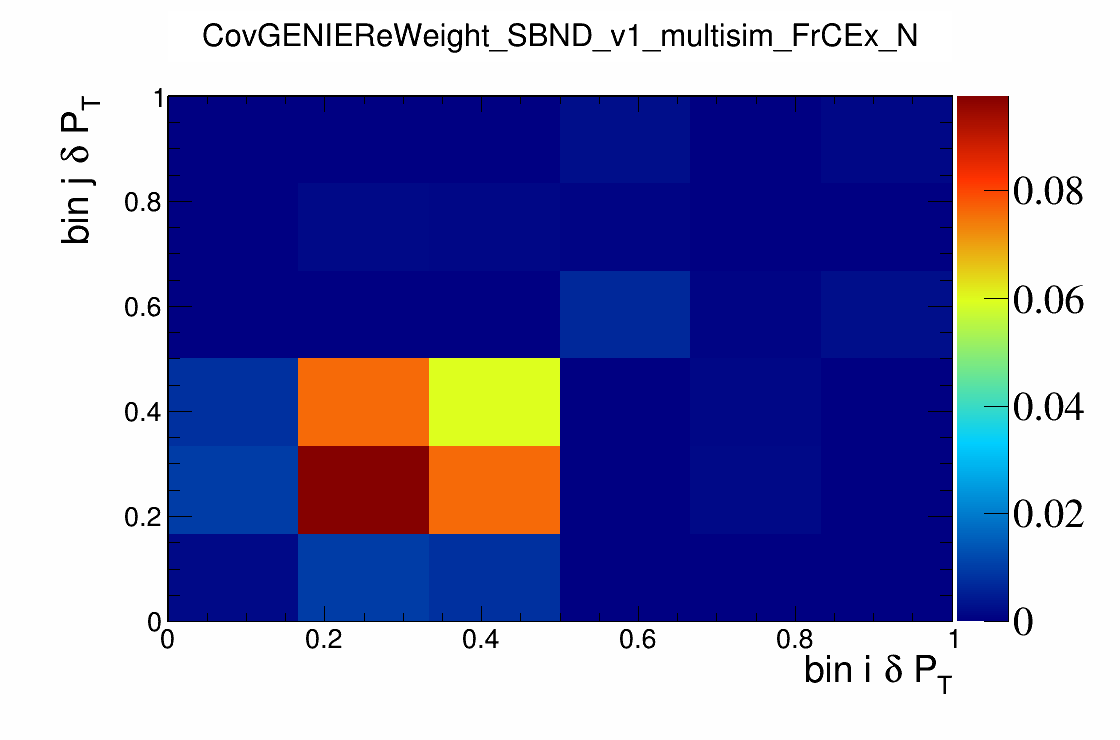 CovGENIEReWeight_SBND_v1_multisim_FrCEx_N
bin j δ P_T
1
0.8
0.6
0.4
0.2
0
0 0.2 0.4 0.6 0.8 1
bin i δ P_T
0.08
0.06
0.04
0.02
0